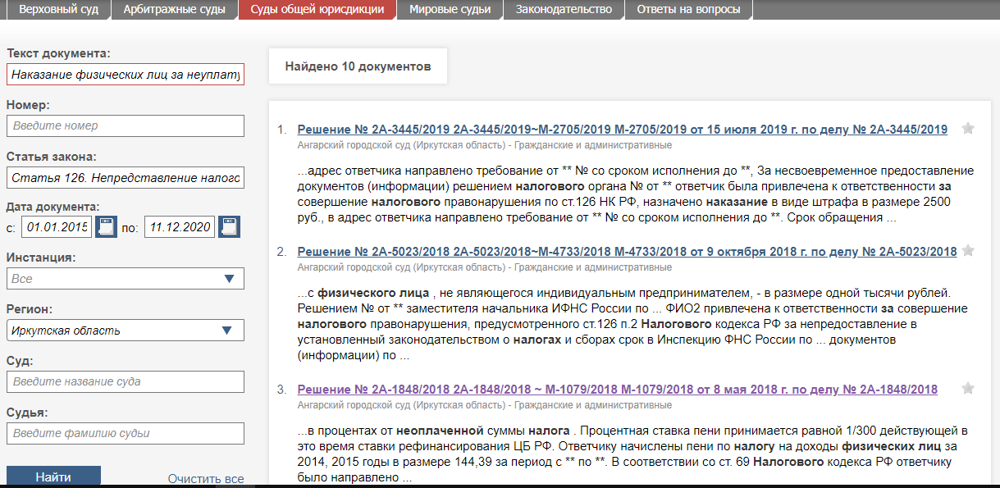 Верховный суд Арбитражные суды Суды общей юрисдикции Мировые судьи Законодательство Ответы на вопросы
Текст документа:
Наказание физических лиц за неуплату
Номер:
Введите номер
Статья закона:
Статья 126. Непредставление налого
Дата документа:
с: 01.01.2015 по: 11.12.2020
Инстанция:
Все
Регион:
Иркутская область
Суд:
Введите название суда
Судья:
Введите фамилию судьи
Найти Очистить все
Найдено 10 документов
1. Решение № 2А-3445/2019 2А-3445/2019~М-2705/2019 М-2705/2019 от 15 июля 2019 г. по делу № 2А-3445/2019
Ангарский городской суд (Иркутская область) - Гражданские и административные
...адрес ответчика направлено требование от ** № со сроком исполнения до **, За несвоевременное предоставление
документов (информации) решением налогового органа № от ** ответчик была привлечена к ответственности за
совершение налогового правонарушения по ст.126 НК РФ, назначено наказание в виде штрафа в размере 2500
руб., в адрес ответчика направлено требование от ** № со сроком исполнения до **. Срок обращения ...
2. Решение № 2А-5023/2018 2А-5023/2018~М-4733/2018 М-4733/2018 от 9 октября 2018 г. по делу № 2А-5023/2018
Ангарский городской суд (Иркутская область) - Гражданские и административные
...с физического лица , не являющегося индивидуальным предпринимателем, - в размере одной тысячи рублей.
Решением № от ** заместителя начальника ИФНС России по ... ФИО2 привлечена к ответственности за совершение
налогового правонарушения, предусмотренного ст.126 п.2 Налогового кодекса РФ за непредоставление в
установленный законодательством о налогах и сборах срок в Инспекцию ФНС России по ... документов
(информации) по ...
3. Решение № 2А-1848/2018 2А-1848/2018 ~ М-1079/2018 М-1079/2018 от 8 мая 2018 г. по делу № 2А-1848/2018
Ангарский городской суд (Иркутская область) - Гражданские и административные
...в процентах от неоплаченной суммы налога . Процентная ставка пени принимается равной 1/300 действующей в
это время ставки рефинансирования ЦБ РФ. Ответчику начислены пени по налогу на доходы физических лиц за
2014, 2015 годы в размере 144,39 за период с ** по **. В соответствии со ст. 69 Налогового кодекса РФ ответчику
было направлено ...